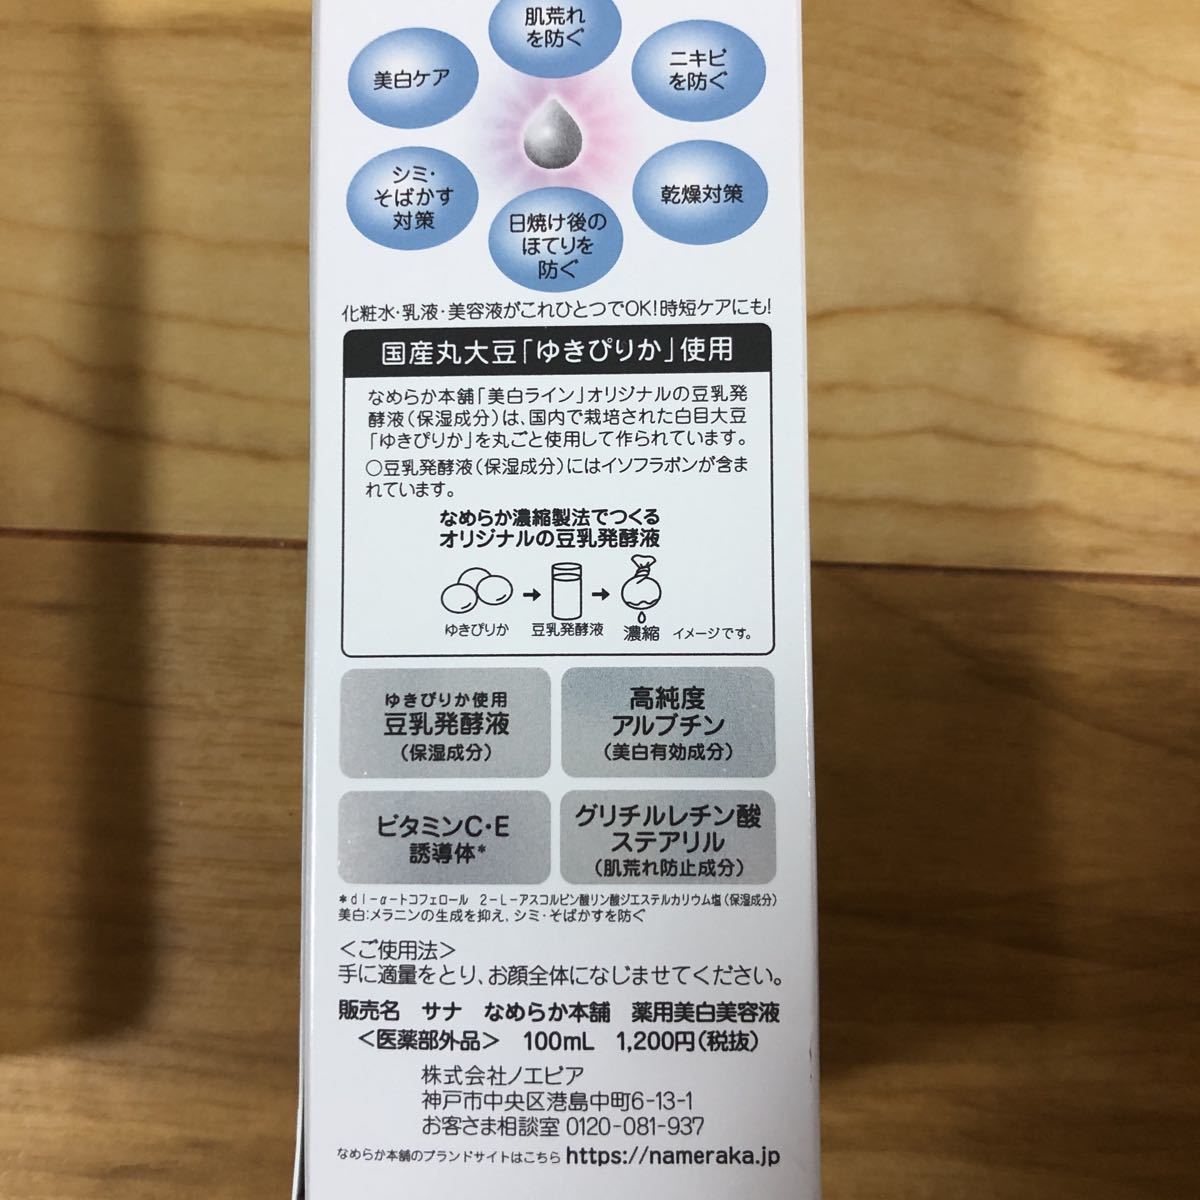 肌荒れ
を防ぐ
美白ケア
ニキビ
を防ぐ
シミ・
そばかす
対策
乾燥対策
日焼け後の
ほてりを
防ぐ
化粧水・乳液・美容液がこれひとつでOK!時短ケアにも!
国産丸大豆「ゆきぴりか」使用
なめらか本舗「美白ライン」オリジナルの豆乳発
酵液(保湿成分)は、国内で栽培された白目大豆
「ゆきぴりか」を丸ごと使用して作られています。
○豆乳発酵液(保湿成分)にはイソフラボンが含ま
れています。
なめらか濃縮製法でつくる
オリジナルの豆乳発酵液
ゆきぴりか → 豆乳発酵液 → 濃縮 イメージです。
ゆきぴりか使用
豆乳発酵液
(保湿成分)
高純度
アルブチン
(美白有効成分)
ビタミンC・E
誘導体*
グリチルレチン酸
ステアリル
(肌荒れ防止成分)
*dl-α-トコフェロール 2-L-アスコルビン酸リン酸ジエステルカリウム塩(保湿成分)
美白:メラニンの生成を抑え、シミ・そばかすを防ぐ
<ご使用法>
手に適量をとり、お顔全体になじませてください。
販売名 サナ なめらか本舗 薬用美白美容液
<医薬部外品> 100mL 1,200円(税抜)
株式会社ノエビア
神戸市中央区港島中町6-13-1
お客さま相談室 0120-081-937
なめらか本舗のブランドサイトはこちら https://nameraka.jp